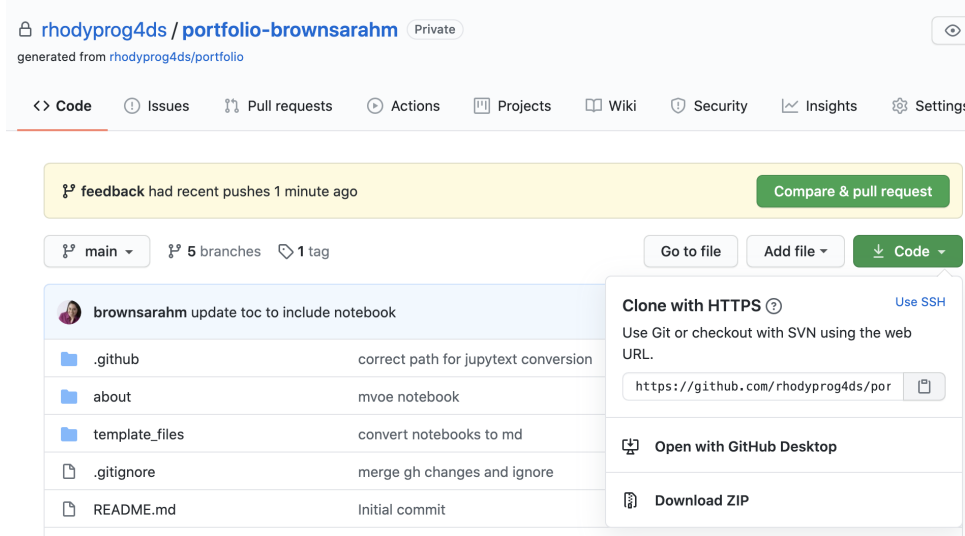 rhodyprog4ds / portfolio-brownsarahm Private
generated from rhodyprog4ds/portfolio
<> Code Issues Pull requests Actions Projects Wiki Security Insights Settings
feedback had recent pushes 1 minute ago Compare & pull request
main 5 branches 1 tag Go to file Add file Code
brownsarahm update toc to include notebook
.github correct path for jupytext conversion
about mvoe notebook
template_files convert notebooks to md
.gitignore merge gh changes and ignore
README.md Initial commit
Clone with HTTPS ? Use SSH
Use Git or checkout with SVN using the web
URL.
https://github.com/rhodyprog4ds/por
Open with GitHub Desktop
Download ZIP